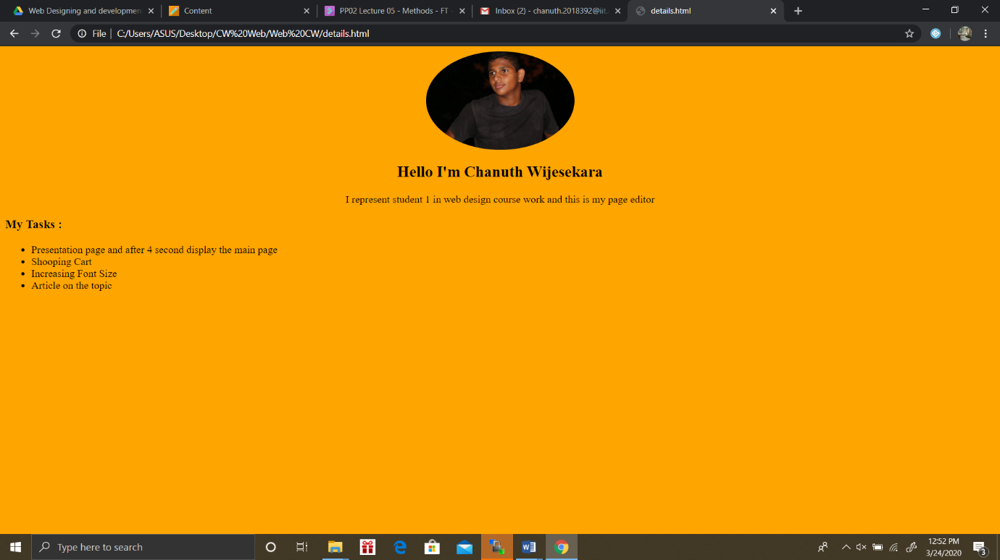 Web Designing and developmen
Content
PP02 Lecture 05 - Methods - FT -
Inbox (2) - chanuth.2018392@iit.
details.html
File | C:/Users/ASUS/Desktop/CW%20Web/Web%20CW/details.html
Hello I'm Chanuth Wijesekara
I represent student 1 in web design course work and this is my page editor
My Tasks :
• Presentation page and after 4 second display the main page
• Shooping Cart
• Increasing Font Size
• Article on the topic
Type here to search
12:52 PM
3/24/2020
3